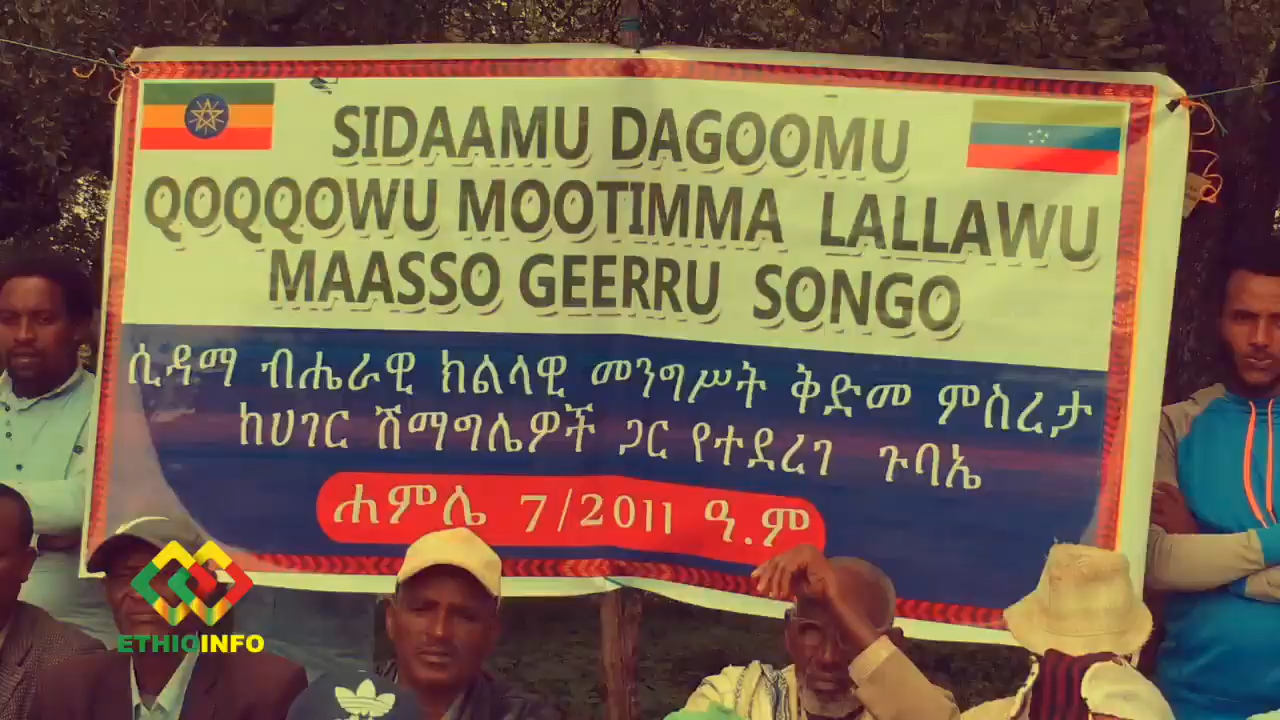 SIDAAMU DAGOOMU
QOQQOWU MOOTIMMA LALLAWU
MAASSO GEERRU SONGO
ሲዳማ ብሔራዊ ክልላዊ መንግሥት ቅድመ ምስረታ
ከሀገር ሽማግሌዎች ጋር የተደረገ ጉባኤ
ሐምሌ 7/2011 ዓ.ም
ETHIOINFO